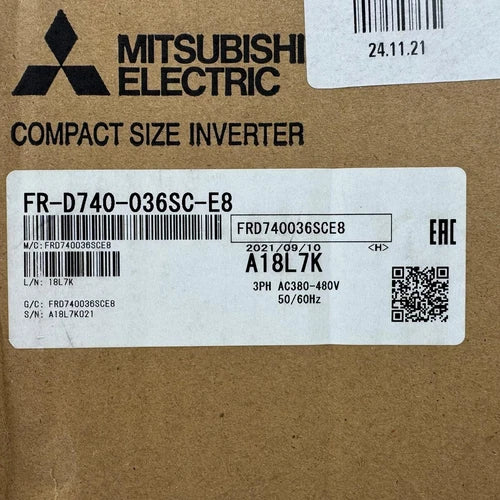 24.11.21
MITSUBISHI
ELECTRIC
COMPACT SIZE INVERTER
FR-D740-036SC-E8
M/C: FRD740036SCE8
FRD740036SCE8
2021/09/10 <H>
A18L7K
L/N: 18L7K
3PH AC380-480V
50/60Hz
G/C: FRD740036SCE8
S/N: A18L7K021
EAC